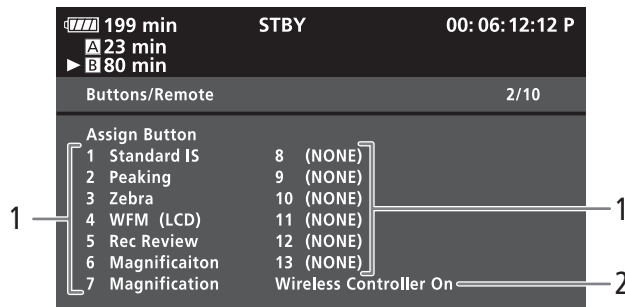 199 min STBY 00: 06: 12:12 P
A 23 min
B 80 min
Buttons/Remote 2/10
Assign Button
1 Standard IS 8 (NONE)
2 Peaking 9 (NONE)
3 Zebra 10 (NONE)
4 WFM (LCD) 11 (NONE)
5 Rec Review 12 (NONE)
6 Magnificaiton 13 (NONE)
7 Magnification Wireless Controller On
1
1
2